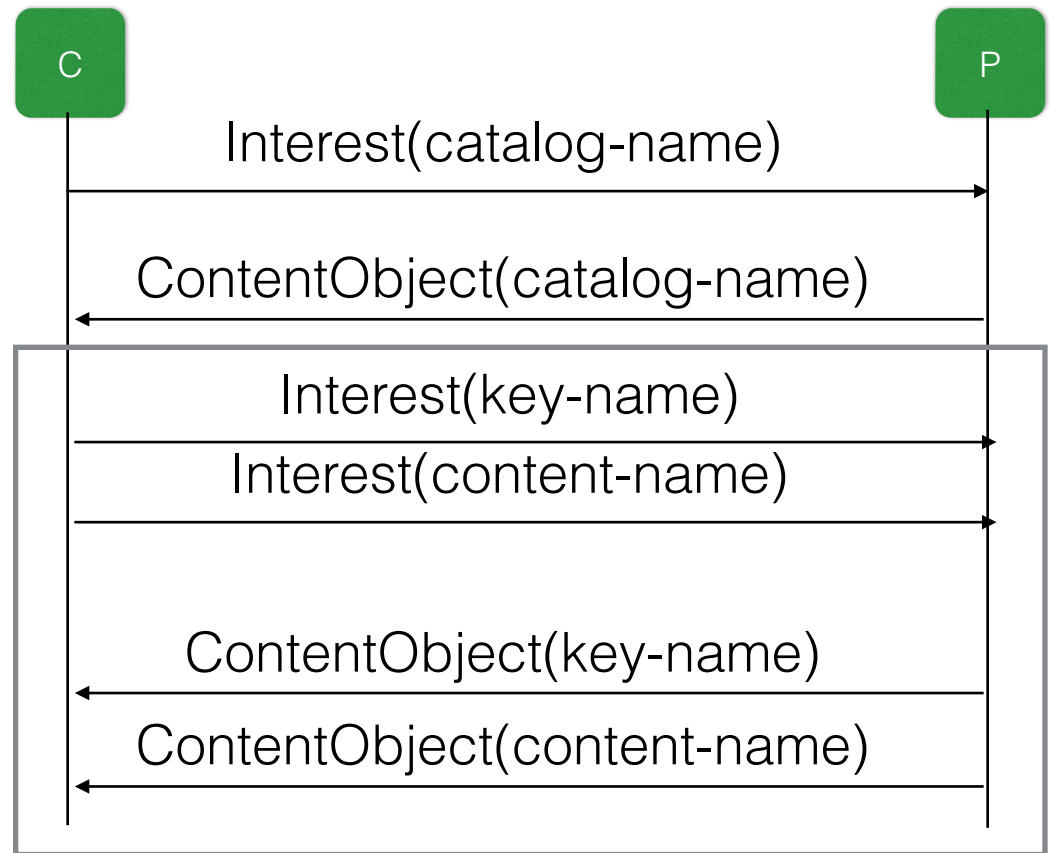 C
P
Interest(catalog-name)
ContentObject(catalog-name)
Interest(key-name)
Interest(content-name)
ContentObject(key-name)
ContentObject(content-name)